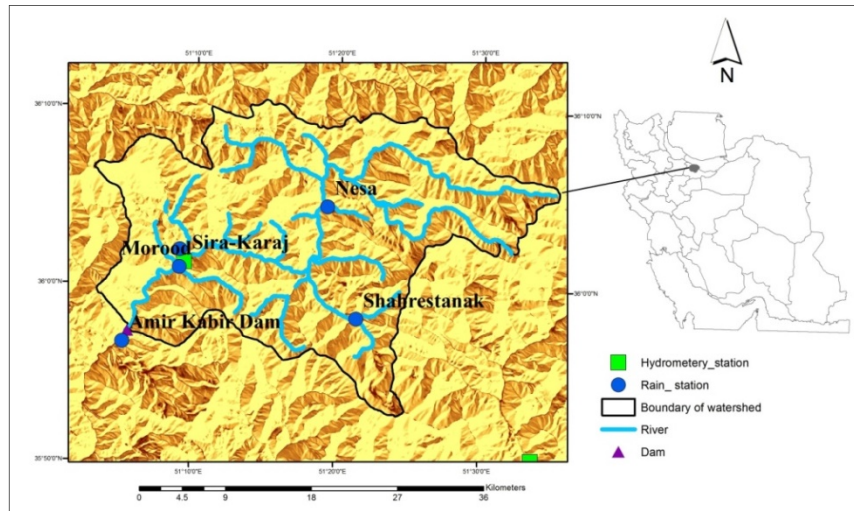 51°10'0"E 51°20'0"E 51°30'0"E
N
36°10'0"N 36°10'0"N
Nesa
Morood Sira-Karaj
36°0'0"N 36°0'0"N
Shahrestanak
Amir Kabir Dam
Hydrometery_station
Rain_ station
Boundary of watershed
River
Dam
35°50'0"N 35°50'0"N
51°10'0"E 51°20'0"E 51°30'0"E
Kilometers
0 4.5 9 18 27 36